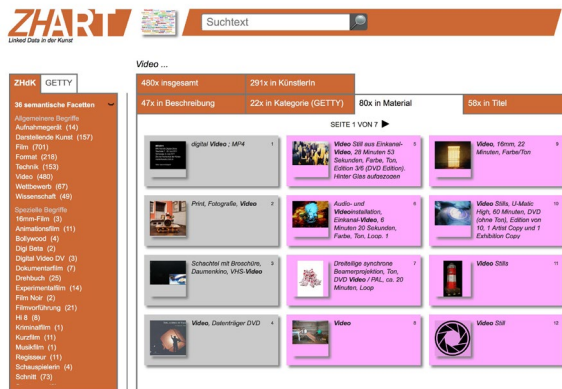 ZHART
Linked Data in der Kunst
Suchtext
Video ...
ZHdK GETTY
480x insgesamt 291x in KünstlerIn
47x in Beschreibung 22x in Kategorie (GETTY) 80x in Material 58x in Titel
SEITE 1 VON 7
36 semantische Facetten
Allgemeinere Begriffe
Aufnahmegerät (14)
Darstellende Kunst (157)
Film (701)
Format (218)
Technik (153)
Video (480)
Wettbewerb (67)
Wissenschaft (49)
Spezielle Begriffe
16mm-Film (3)
Animationsfilm (11)
Bollywood (4)
Digi Beta (2)
Digital Video DV (3)
Dokumentarfilm (7)
Drehbuch (25)
Experimentalfilm (14)
Film Noir (2)
Filmvorführung (21)
Hi 8 (8)
Kriminalfilm (1)
Kurzfilm (11)
Musikfilm (1)
Regisseur (11)
Schauspielerin (4)
Schnitt (73)
digital Video ; MP4 1
Print, Fotografie, Video 2
Schachtel mit Broschüre, 3
Daumenkino, VHS-Video
Video, Datenträger DVD 4
Video Still aus Einkanal- 5
Video, 28 Minuten 53
Sekunden, Farbe, Ton,
Edition 3/6 (DVD Edition).
Hinter Glas aufgezogen
Audio- und 6
Videoinstallation,
Einkanal-Video, 6
Minuten 20 Sekunden,
Farbe, Ton, Loop. 1
Dreiteilige synchrone 7
Beamerprojektion, Ton,
DVD Video / PAL, ca. 20
Minuten, Loop
Video 8
Video, 16mm, 22 9
Minuten, Farbe/Ton
Video Stills, U-Matic 10
High, 60 Minuten, DVD
(ohne Ton), Edition von
10, 1 Artist Copy und 1
Exhibition Copy
Video Stills 11
Video Still 12